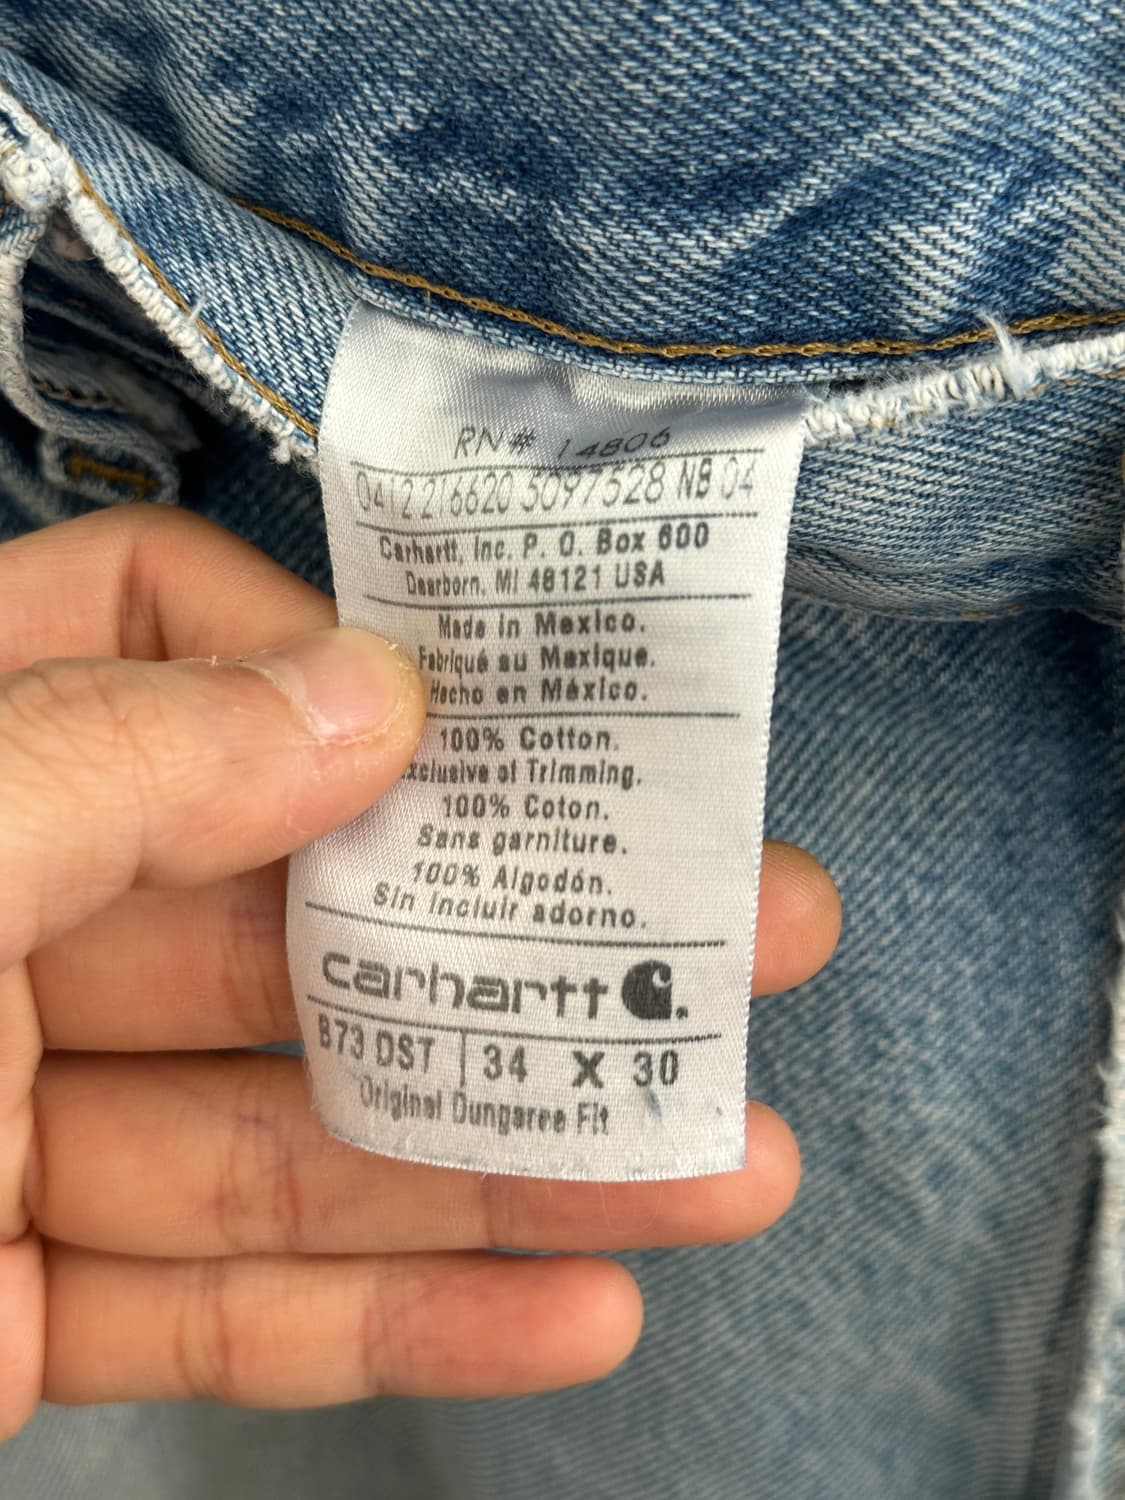 RN# 14806
0412 216620 5097528 NB 04
Carhartt, Inc. P. O. Box 600
Dearborn, MI 48121 USA
Made in Mexico.
Fabriqué au Mexique.
Hecho en México.
100% Cotton.
xclusive of Trimming.
100% Coton.
Sans garniture.
100% Algodón.
Sin incluir adorno.
carhartt
B73 DST | 34 X 30
Original Dungaree Fit